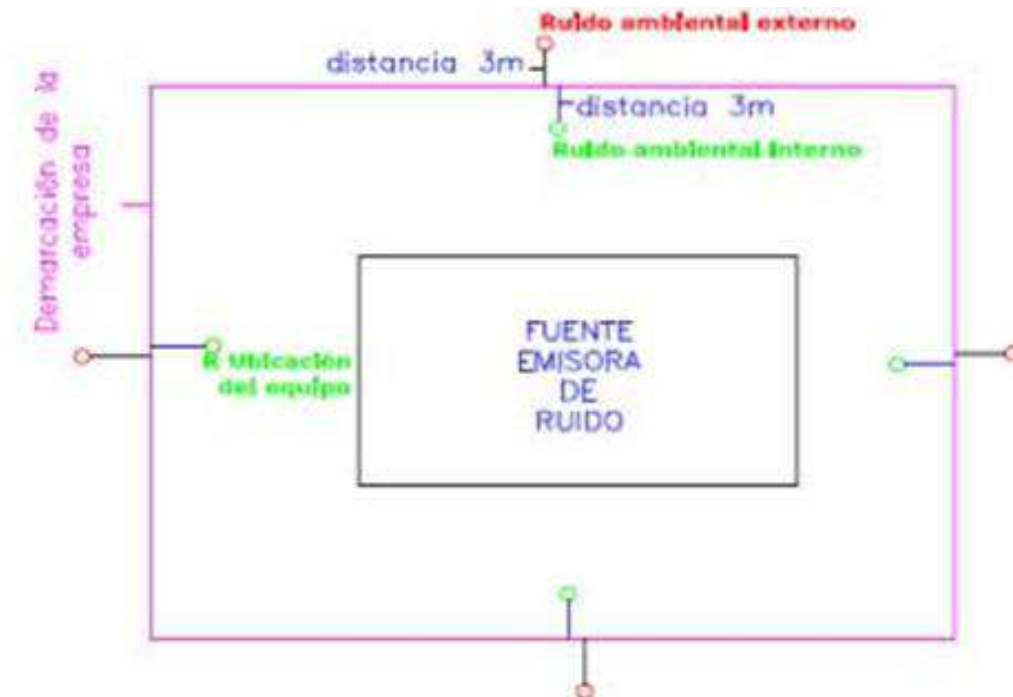 Ruido ambiental externo
distancia 3m
distancia 3m
Ruido ambiental interno
Demarcación de la
empresa
R Ubicación
del equipo
FUENTE
EMISORA
DE
RUIDO